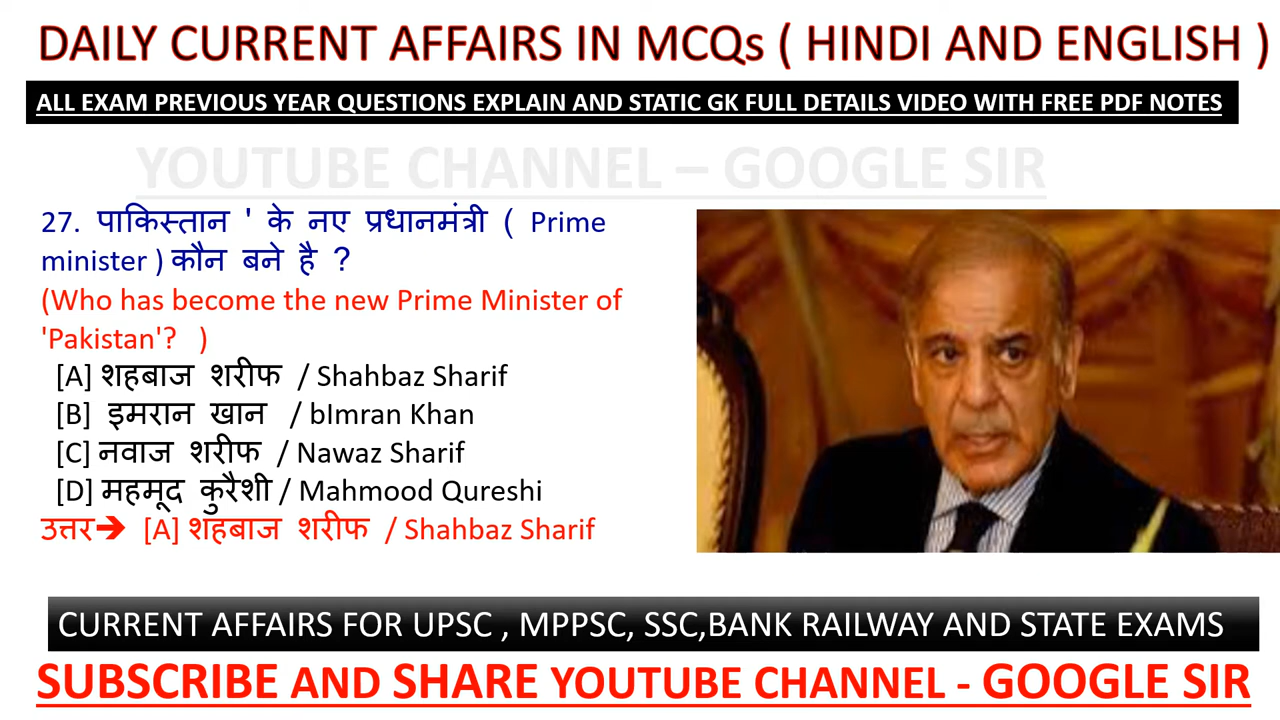 DAILY CURRENT AFFAIRS IN MCQs ( HINDI AND ENGLISH )
ALL EXAM PREVIOUS YEAR QUESTIONS EXPLAIN AND STATIC GK FULL DETAILS VIDEO WITH FREE PDF NOTES
YOUTUBE CHANNEL – GOOGLE SIR
27. पाकिस्तान ' के नए प्रधानमंत्री ( Prime
minister ) कौन बने है ?
(Who has become the new Prime Minister of
'Pakistan'? )
[A] शहबाज शरीफ / Shahbaz Sharif
[B] इमरान खान / bImran Khan
[C] नवाज शरीफ / Nawaz Sharif
[D] महमूद कुरैशी / Mahmood Qureshi
उत्तर➔ [A] शहबाज शरीफ / Shahbaz Sharif
CURRENT AFFAIRS FOR UPSC , MPPSC, SSC,BANK RAILWAY AND STATE EXAMS
SUBSCRIBE AND SHARE YOUTUBE CHANNEL - GOOGLE SIR